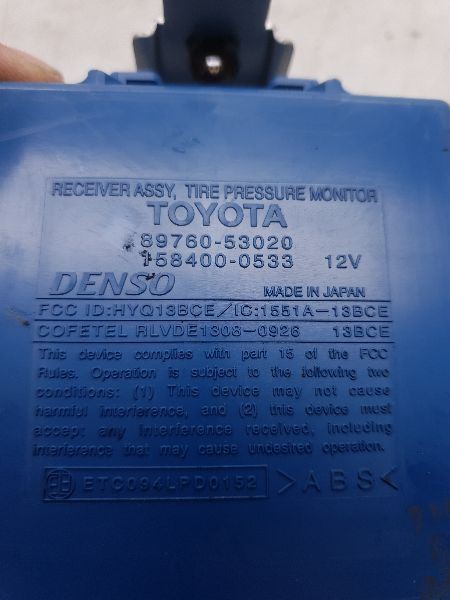 RECEIVER ASSY, TIRE PRESSURE MONITOR
TOYOTA
89760-53020
158400-0533 12V
DENSO MADE IN JAPAN
FCC ID:HYQ13BCE/IC:1551A-13BCE
COFETEL RLVDE1308-0926 13BCE
This device complies with part 15 of the FCC
Rules. Operation is subject to the following two
conditions: (1) This device may not cause
harmful interference, and (2) this device must
accept any interference received, including
interference that may cause undesired operation.
ETC094LPD0152 >ABS<